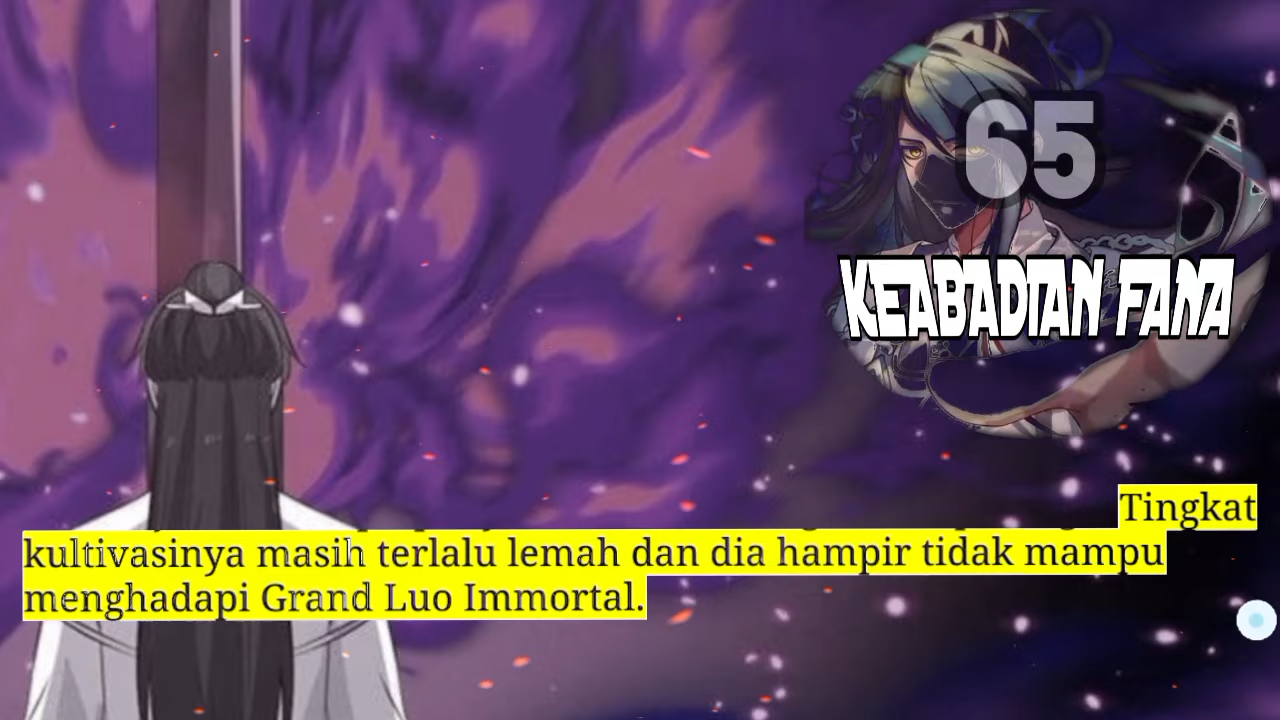 65
KEABADIAN FANA
Tingkat
kultivasinya masih terlalu lemah dan dia hampir tidak mampu
menghadapi Grand Luo Immortal.